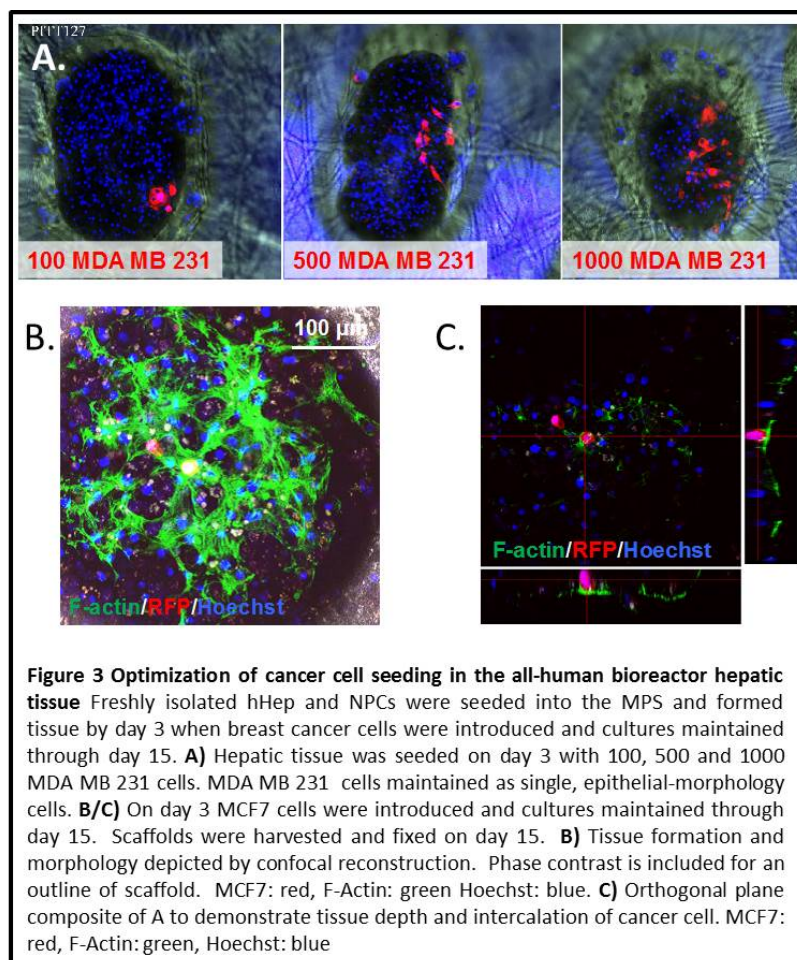 PITT127
A.
100 MDA MB 231
500 MDA MB 231
1000 MDA MB 231
B.
100 µm
F-actin/RFP/Hoechst
C.
F-actin/RFP/Hoechst
Figure 3 Optimization of cancer cell seeding in the all-human bioreactor hepatic
tissue Freshly isolated hHep and NPCs were seeded into the MPS and formed
tissue by day 3 when breast cancer cells were introduced and cultures maintained
through day 15. A) Hepatic tissue was seeded on day 3 with 100, 500 and 1000
MDA MB 231 cells. MDA MB 231 cells maintained as single, epithelial-morphology
cells. B/C) On day 3 MCF7 cells were introduced and cultures maintained through
day 15. Scaffolds were harvested and fixed on day 15. B) Tissue formation and
morphology depicted by confocal reconstruction. Phase contrast is included for an
outline of scaffold. MCF7: red, F-Actin: green Hoechst: blue. C) Orthogonal plane
composite of A to demonstrate tissue depth and intercalation of cancer cell. MCF7:
red, F-Actin: green, Hoechst: blue